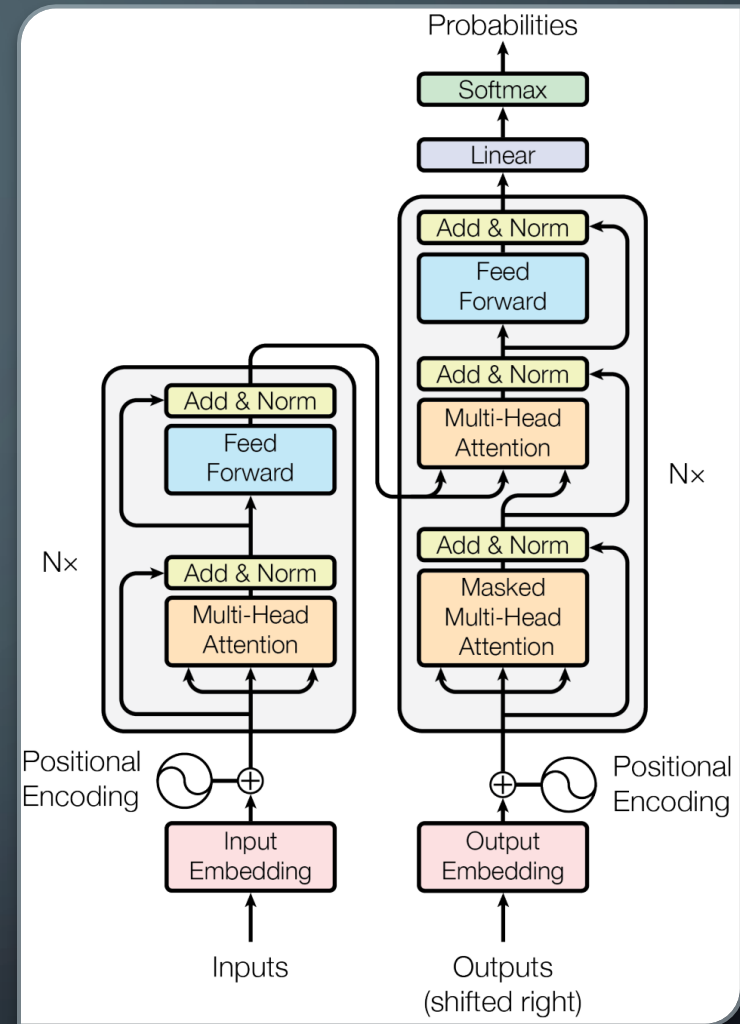 Probabilities
Softmax
Linear
Add & Norm
Feed
Forward
Add & Norm
Multi-Head
Attention
Add & Norm
Masked
Multi-Head
Attention
N×
Add & Norm
Feed
Forward
Add & Norm
Multi-Head
Attention
N×
Positional
Encoding
Positional
Encoding
Input
Embedding
Output
Embedding
Inputs
Outputs
(shifted right)